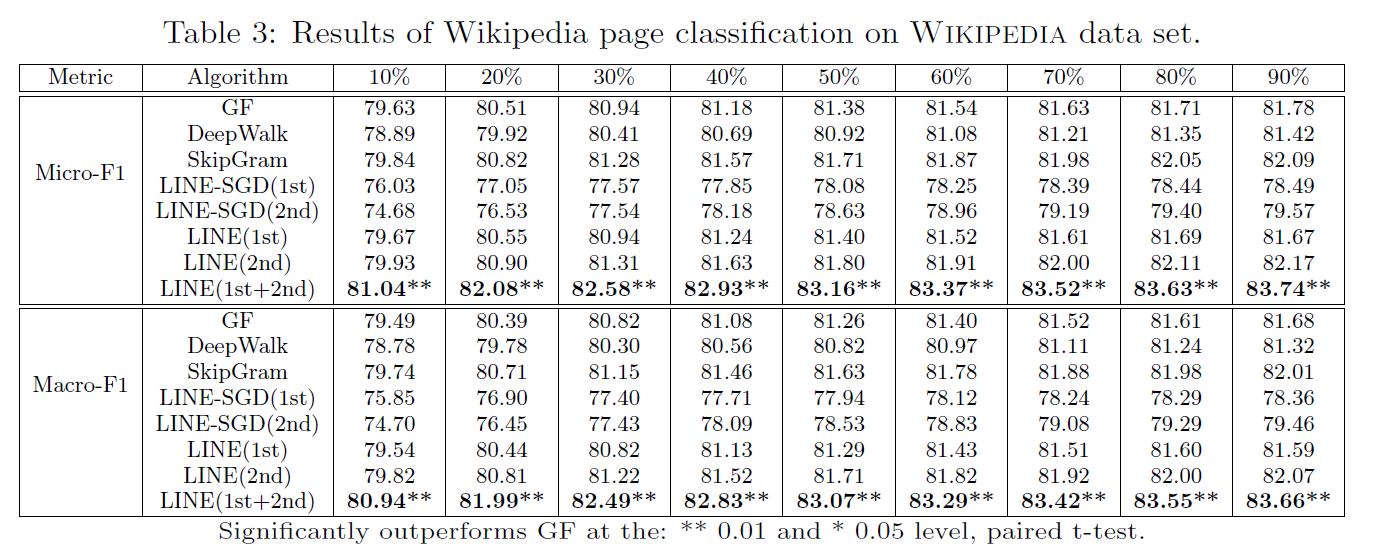 Table 3: Results of Wikipedia page classification on WIKIPEDIA data set.
Metric Algorithm 10% 20% 30% 40% 50% 60% 70% 80% 90%
GF 79.63 80.51 80.94 81.18 81.38 81.54 81.63 81.71 81.78
DeepWalk 78.89 79.92 80.41 80.69 80.92 81.08 81.21 81.35 81.42
SkipGram 79.84 80.82 81.28 81.57 81.71 81.87 81.98 82.05 82.09
Micro-F1
LINE-SGD(1st) 76.03 77.05 77.57 77.85 78.08 78.25 78.39 78.44 78.49
LINE-SGD(2nd) 74.68 76.53 77.54 78.18 78.63 78.96 79.19 79.40 79.57
LINE(1st) 79.67 80.55 80.94 81.24 81.40 81.52 81.61 81.69 81.67
LINE(2nd) 79.93 80.90 81.31 81.63 81.80 81.91 82.00 82.11 82.17
LINE(1st+2nd) 81.04** 82.08** 82.58** 82.93** 83.16** 83.37** 83.52** 83.63** 83.74**
GF 79.49 80.39 80.82 81.08 81.26 81.40 81.52 81.61 81.68
DeepWalk 78.78 79.78 80.30 80.56 80.82 80.97 81.11 81.24 81.32
SkipGram 79.74 80.71 81.15 81.46 81.63 81.78 81.88 81.98 82.01
Macro-F1
LINE-SGD(1st) 75.85 76.90 77.40 77.71 77.94 78.12 78.24 78.29 78.36
LINE-SGD(2nd) 74.70 76.45 77.43 78.09 78.53 78.83 79.08 79.29 79.46
LINE(1st) 79.54 80.44 80.82 81.13 81.29 81.43 81.51 81.60 81.59
LINE(2nd) 79.82 80.81 81.22 81.52 81.71 81.82 81.92 82.00 82.07
LINE(1st+2nd) 80.94** 81.99** 82.49** 82.83** 83.07** 83.29** 83.42** 83.55** 83.66**
Significantly outperforms GF at the: ** 0.01 and * 0.05 level, paired t-test.